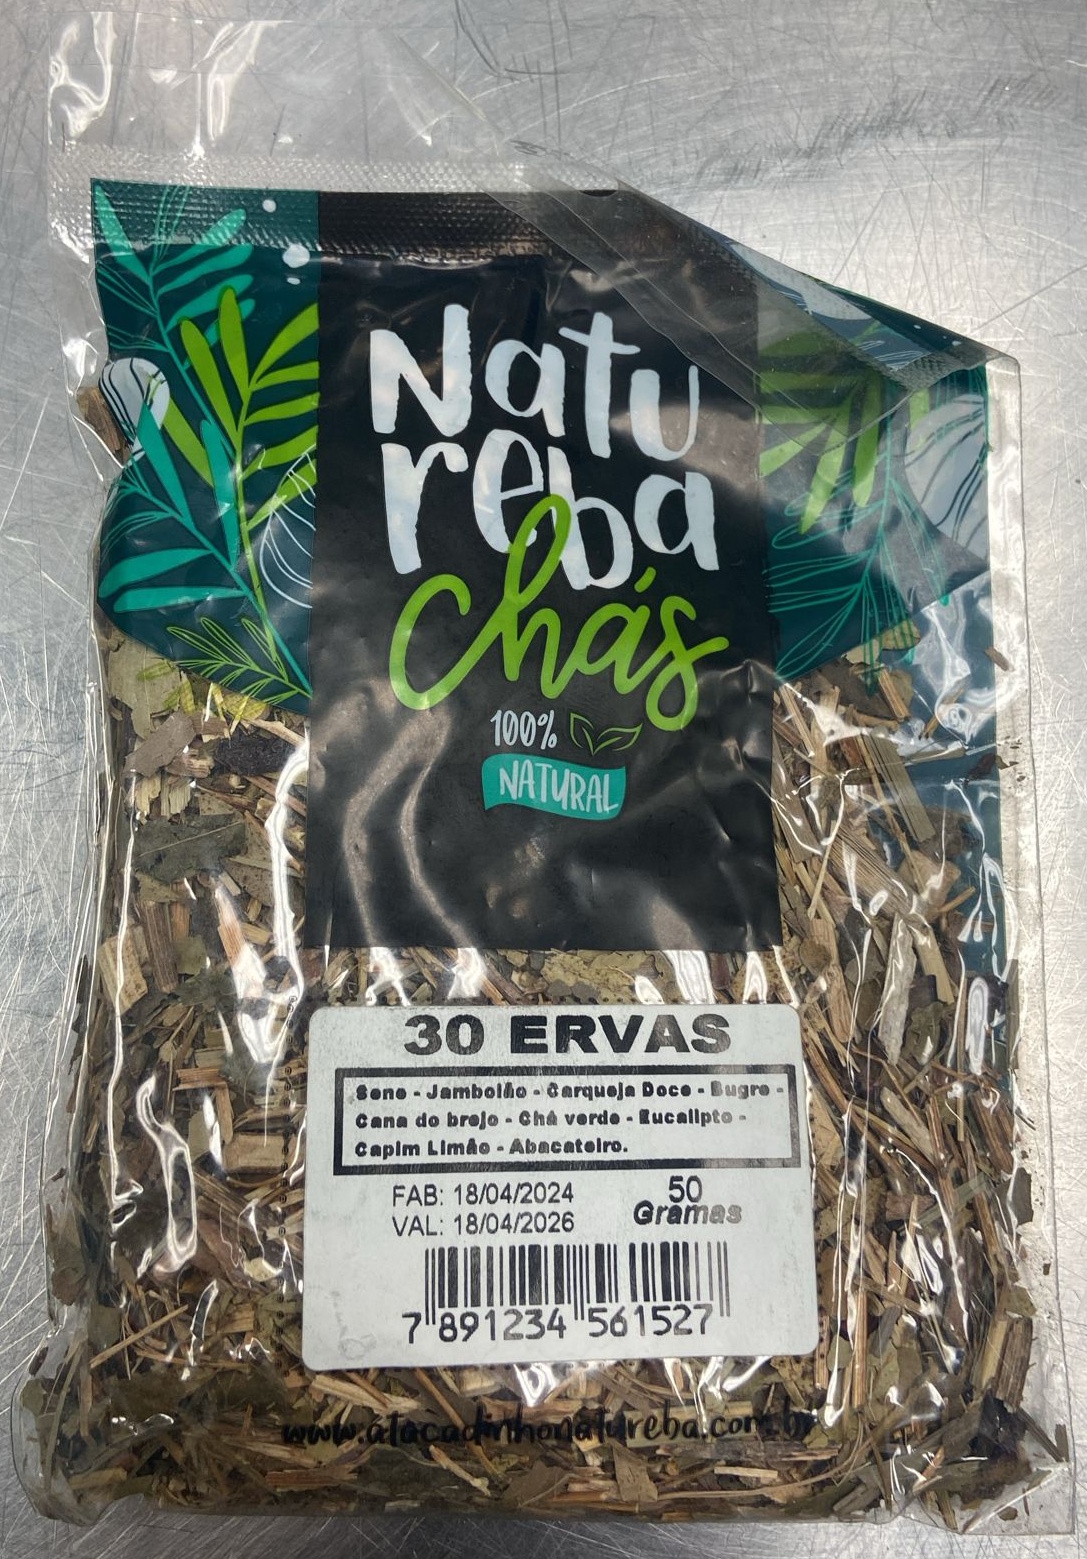 Natu
reba
chás
100%
NATURAL
30 ERVAS
Sene - Jambolão - Carqueja Doce - Bugre -
Cana do brejo - Chá verde - Eucalipto -
Capim Limão - Abacateiro.
FAB: 18/04/2024
VAL: 18/04/2026
50
Gramas
7 891234 561527
www.atacadinhonatureba.com.br